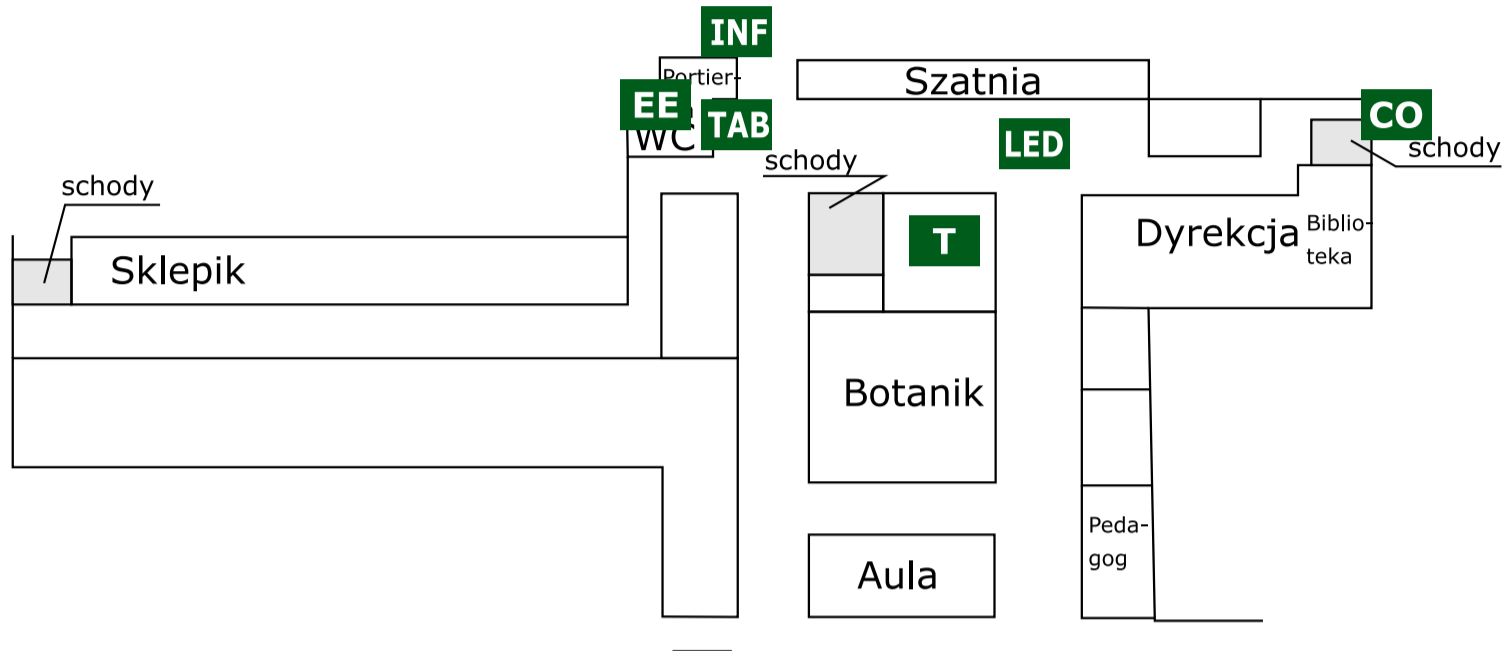 INF
Portier-
EE
TAB
WC
Szatnia
LED
CO
schody
schody
schody
T
Sklepik
Dyrekcja
Biblio-
teka
Botanik
Peda-
gog
Aula